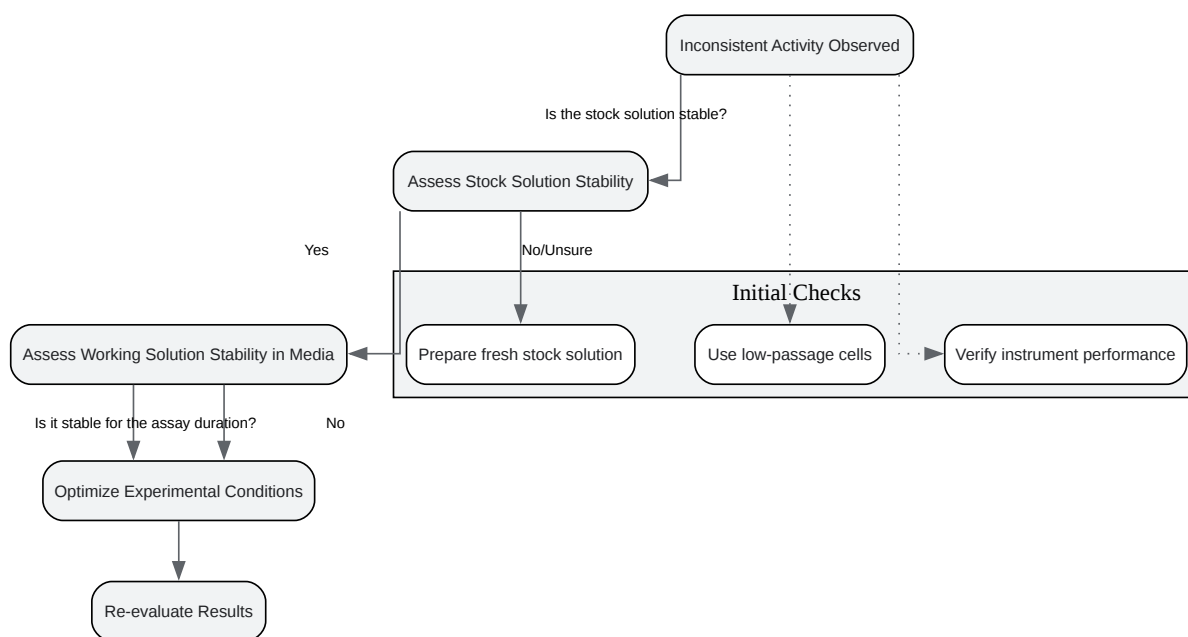 Inconsistent Activity Observed
Is the stock solution stable?
Assess Stock Solution Stability
Yes
No/Unsure
Initial Checks
Assess Working Solution Stability in Media
Prepare fresh stock solution
Use low-passage cells
Verify instrument performance
Is it stable for the assay duration?
No
Optimize Experimental Conditions
Re-evaluate Results